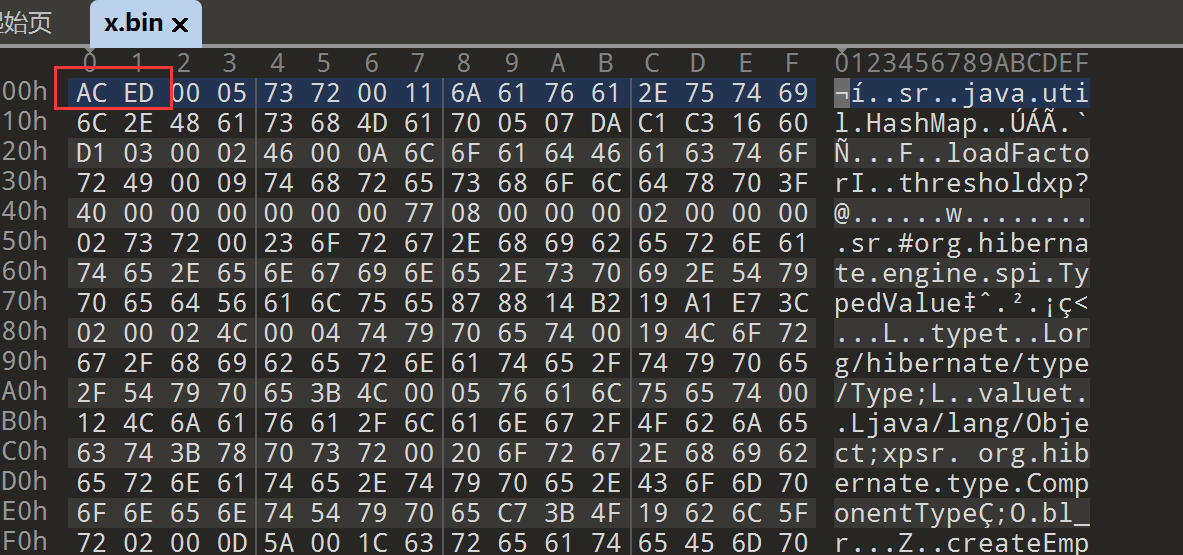 起始页 x.bin ×
0 1 2 3 4 5 6 7 8 9 A B C D E F 0123456789ABCDEF
00h AC ED 00 05 73 72 00 11 6A 61 76 61 2E 75 74 69 ¬í..sr..java.uti
10h 6C 2E 48 61 73 68 4D 61 70 05 07 DA C1 C3 16 60 l.HashMap..ÚÁÃ.`
20h D1 03 00 02 46 00 0A 6C 6F 61 64 46 61 63 74 6F Ñ...F..loadFacto
30h 72 49 00 09 74 68 72 65 73 68 6F 6C 64 78 70 3F rI..thresholdxp?
40h 40 00 00 00 00 00 00 77 08 00 00 00 02 00 00 00 @......w........
50h 02 73 72 00 23 6F 72 67 2E 68 69 62 65 72 6E 61 .sr.#org.hiberna
60h 74 65 2E 65 6E 67 69 6E 65 2E 73 70 69 2E 54 79 te.engine.spi.Ty
70h 70 65 64 56 61 6C 75 65 87 88 14 B2 19 A1 E7 3C pedValue‡ˆ.².¡ç<
80h 02 00 02 4C 00 04 74 79 70 65 74 00 19 4C 6F 72 ...L..typet..Lor
90h 67 2F 68 69 62 65 72 6E 61 74 65 2F 74 79 70 65 g/hibernate/type
A0h 2F 54 79 70 65 3B 4C 00 05 76 61 6C 75 65 74 00 /Type;L..valuet.
B0h 12 4C 6A 61 76 61 2F 6C 61 6E 67 2F 4F 62 6A 65 .Ljava/lang/Obje
C0h 63 74 3B 78 70 73 72 00 20 6F 72 67 2E 68 69 62 ct;xpsr. org.hib
D0h 65 72 6E 61 74 65 2E 74 79 70 65 2E 43 6F 6D 70 ernate.type.Comp
E0h 6F 6E 65 6E 74 54 79 70 65 C7 3B 4F 19 62 6C 5F onentTypeÇ;O.bl_
F0h 72 02 00 0D 5A 00 1C 63 72 65 61 74 65 45 6D 70 r...Z..createEmp